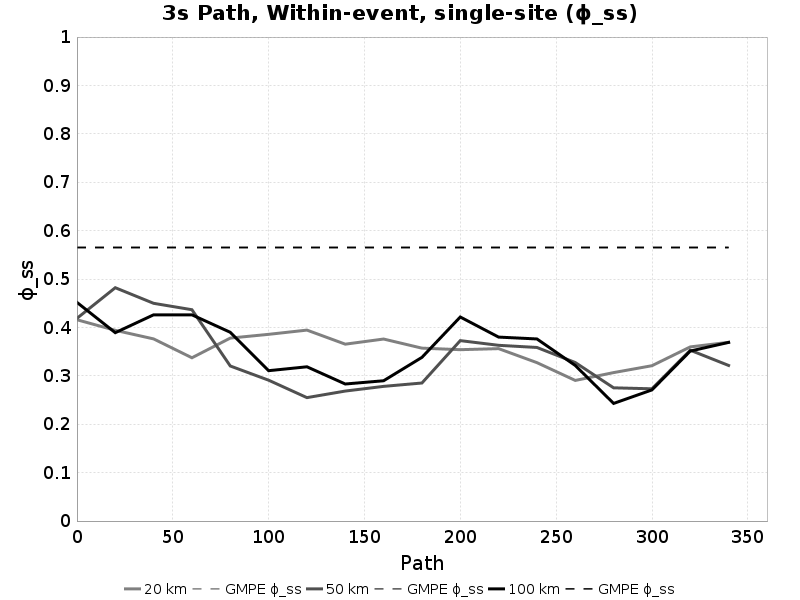 3s Path, Within-event, single-site (ϕ_ss)
1
0.9
0.8
0.7
0.6
0.5
0.4
0.3
0.2
0.1
0
ϕ_ss
0 50 100 150 200 250 300 350
Path
20 km GMPE ϕ_ss 50 km GMPE ϕ_ss 100 km GMPE ϕ_ss